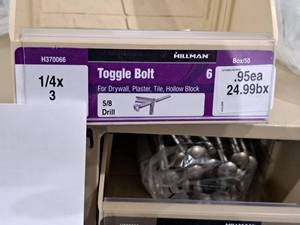 H370066
HILLMAN
Box/50
1/4x
3
Toggle Bolt
6
For Drywall, Plaster, Tile, Hollow Block
5/8
Drill
.95ea
24.99bx
HILLMAN